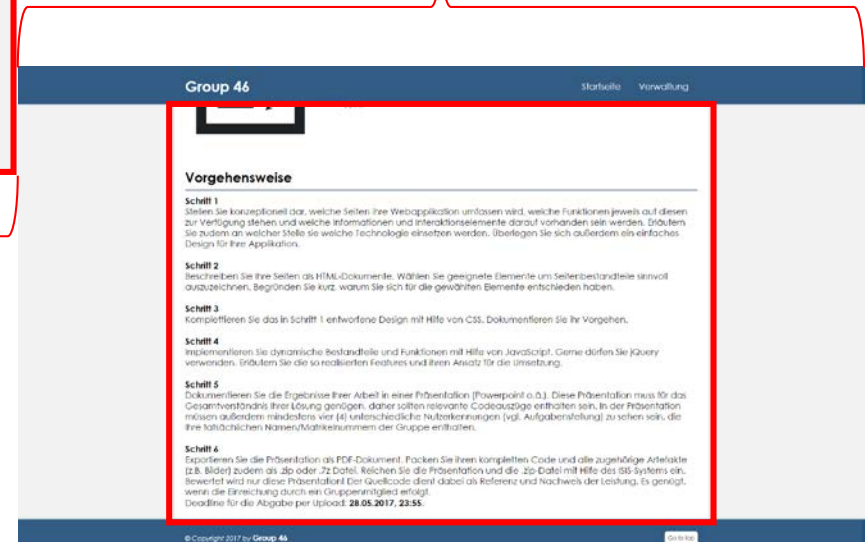 Group 46
Startseite Verwaltung
Vorgehensweise
Schritt 1
Stellen Sie konzeptionell dar, welche Seiten ihre Webapplikation umfassen wird, welche Funktionen jeweils auf diesen
zur Verfügung stehen und welche Informationen und Interaktionselemente darauf vorhanden sein werden. Erläutern
Sie zudem an welcher Stelle sie welche Technologie einsetzen werden. Überlegen Sie sich außerdem ein einfaches
Design für Ihre Applikation.
Schritt 2
Beschreiben Sie Ihre Seiten als HTML-Dokumente. Wählen Sie geeignete Elemente um Seitenbestandteile sinnvoll
auszuzeichnen. Begründen Sie kurz, warum Sie sich für die gewählten Elemente entschieden haben.
Schritt 3
Komplettieren Sie das in Schritt 1 entworfene Design mit Hilfe von CSS. Dokumentieren Sie ihr Vorgehen.
Schritt 4
Implementieren Sie dynamische Bestandteile und Funktionen mit Hilfe von JavaScript. Gerne dürfen Sie jQuery
verwenden. Erläutern Sie die so realisierten Features und ihren Ansatz für die Umsetzung.
Schritt 5
Dokumentieren Sie die Ergebnisse Ihrer Arbeit in einer Präsentation (Powerpoint o.ä.). Diese Präsentation muss für das
Gesamtverständnis Ihrer Lösung genügen, daher sollten relevante Codeauszüge enthalten sein. In der Präsentation
müssen außerdem mindestens vier (4) unterschiedliche Nutzerkennungen (vgl. Aufgabenstellung) zu sehen sein, die
Ihre tatsächlichen Namen/Matrikelnummern der Gruppe enthalten.
Schritt 6
Exportieren Sie die Präsentation als PDF-Dokument. Packen Sie ihren kompletten Code und alle zugehörige Artefakte
(z.B. Bilder) zudem als .zip oder .7z Datei. Reichen Sie die Präsentation und die .zip-Datei mit Hilfe des ISIS-Systems ein.
Bewertet wird nur diese Präsentation! Der Quellcode dient dabei als Referenz und Nachweis der Leistung. Es genügt,
wenn die Einreichung durch ein Gruppenmitglied erfolgt.
Deadline für die Abgabe per Upload: 28.05.2017, 23:55.
© Copyright 2017 by Group 46
Go to top